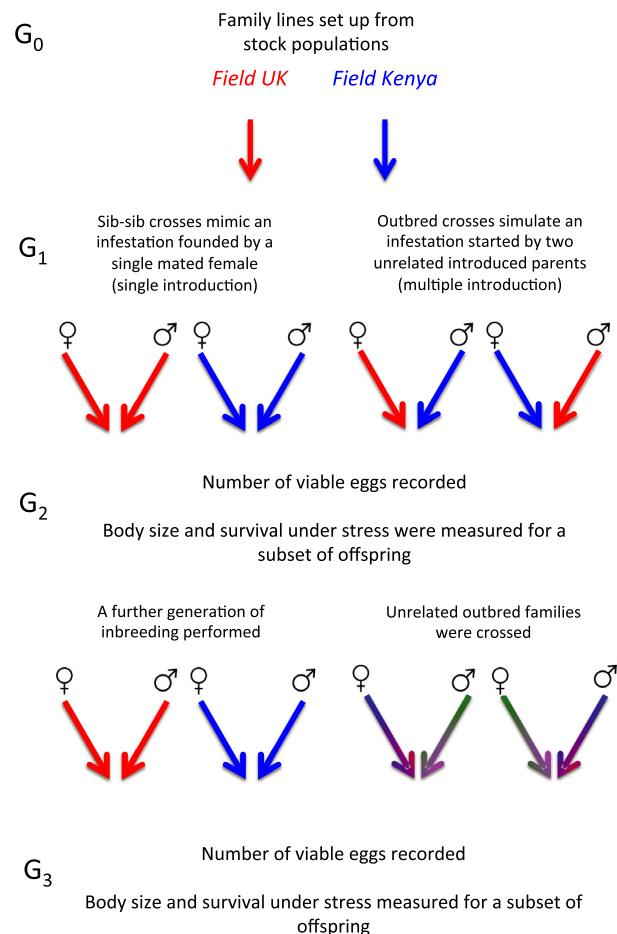 G0
Family lines set up from
stock populations
Field UK
Field Kenya
G1
Sib-sib crosses mimic an
infestation founded by a
single mated female
(single introduction)
Outbred crosses simulate an
infestation started by two
unrelated introduced parents
(multiple introduction)
♀ ♂ ♀ ♂ ♀ ♂ ♀ ♂
Number of viable eggs recorded
G2
Body size and survival under stress were measured for a
subset of offspring
A further generation of
inbreeding performed
Unrelated outbred families
were crossed
♀ ♂ ♀ ♂ ♀ ♂ ♀ ♂
Number of viable eggs recorded
G3
Body size and survival under stress measured for a subset of
offspring